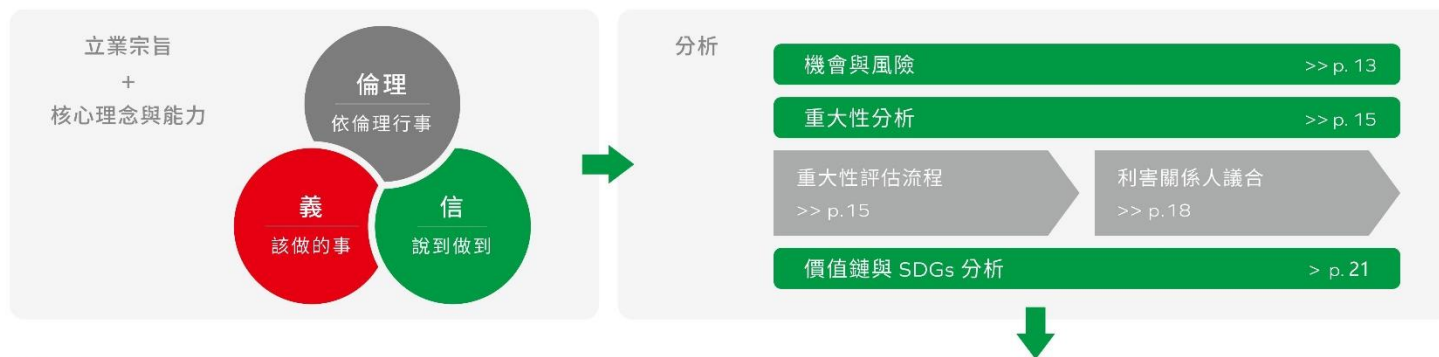 立業宗旨
+
核心理念與能力
倫理
依倫理行事
義
該做的事
信
說到做到
分析
機會與風險 >> p. 13
重大性分析 >> p. 15
重大性評估流程
>> p.15
利害關係人議合
>> p.18
價值鏈與 SDGs 分析 > p. 21